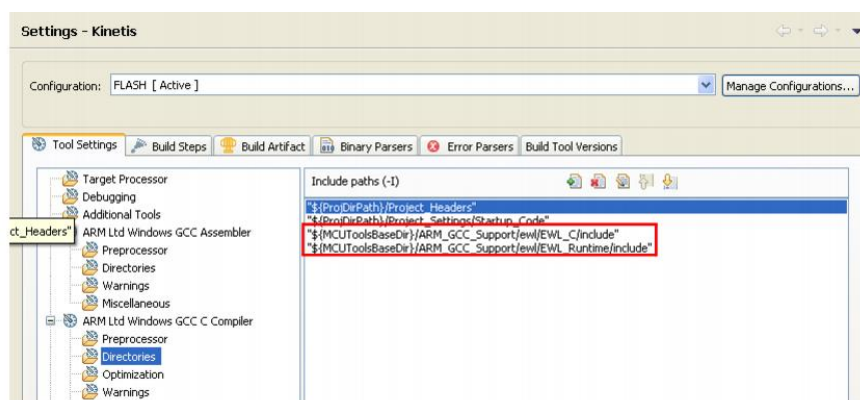 Settings - Kinetis
Configuration: FLASH [ Active ] Manage Configurations...
Tool Settings Build Steps Build Artifact Binary Parsers Error Parsers Build Tool Versions
Target Processor
Debugging
Additional Tools
ct_Headers"
ARM Ltd Windows GCC Assembler
Preprocessor
Directories
Warnings
Miscellaneous
ARM Ltd Windows GCC C Compiler
Preprocessor
Directories
Optimization
Warnings
Include paths (-I)
"${ProjDirPath}/Project_Headers"
"${ProjDirPath}/Project_Settings/Startup_Code"
"${MCUToolsBaseDir}/ARM_GCC_Support/ewl/EWL_C/include"
"${MCUToolsBaseDir}/ARM_GCC_Support/ewl/EWL_Runtime/include"